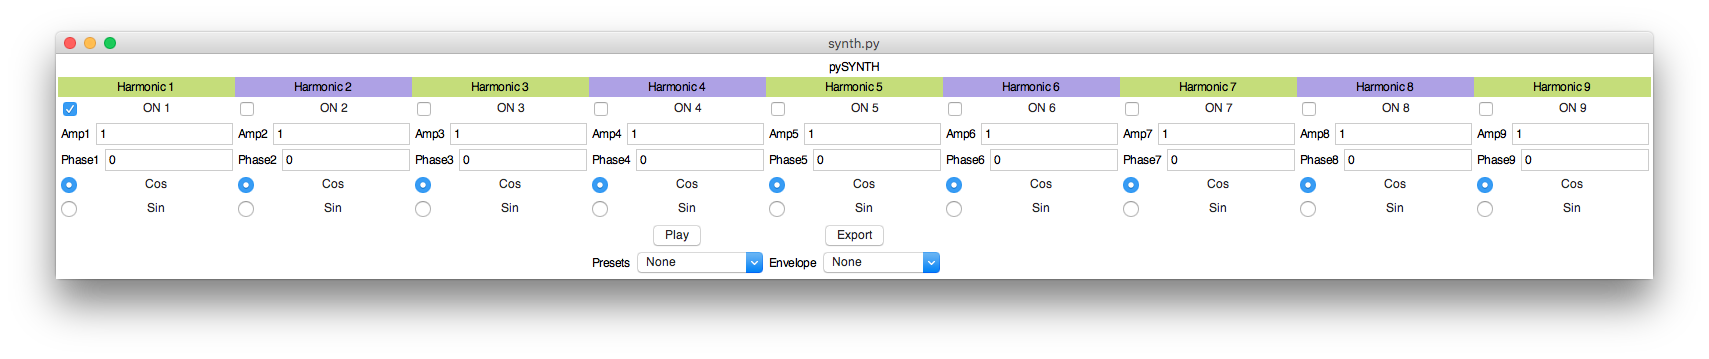 synth.py
pySYNTH
Harmonic 1 Harmonic 2 Harmonic 3 Harmonic 4 Harmonic 5 Harmonic 6 Harmonic 7 Harmonic 8 Harmonic 9
ON 1 ON 2 ON 3 ON 4 ON 5 ON 6 ON 7 ON 8 ON 9
Amp1 1 Amp2 1 Amp3 1 Amp4 1 Amp5 1 Amp6 1 Amp7 1 Amp8 1 Amp9 1
Phase1 0 Phase2 0 Phase3 0 Phase4 0 Phase5 0 Phase6 0 Phase7 0 Phase8 0 Phase9 0
Cos Cos Cos Cos Cos Cos Cos Cos Cos
Sin Sin Sin Sin Sin Sin Sin Sin Sin
Play Export
Presets None Envelope None